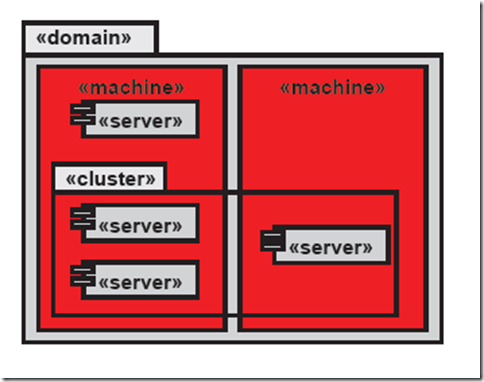 «domain»
«machine» «machine»
«server»
«cluster»
«server»
«server»
«server»